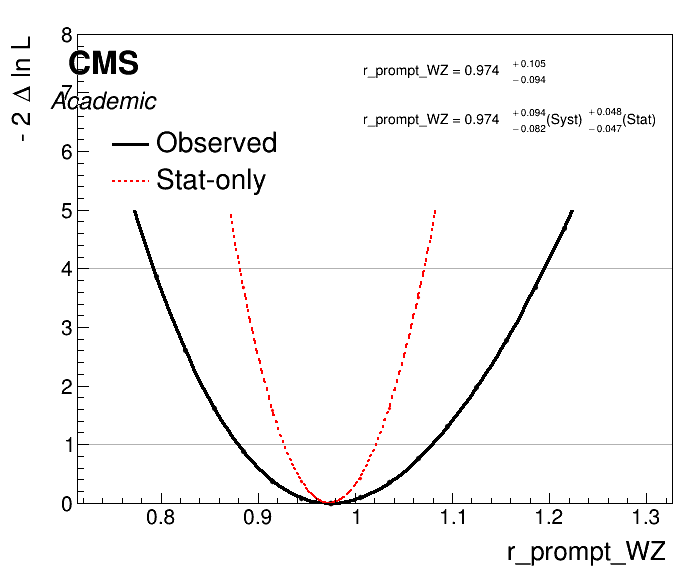 8
- 2 Δ ln L
CMS
r_prompt_WZ = 0.974 +0.105 −0.094
7
Academic
r_prompt_WZ = 0.974 +0.094 −0.082 (Syst) +0.048 −0.047 (Stat)
Observed
6
Stat-only
5
4
3
2
1
0
0.8 0.9 1 1.1 1.2 1.3
r_prompt_WZ